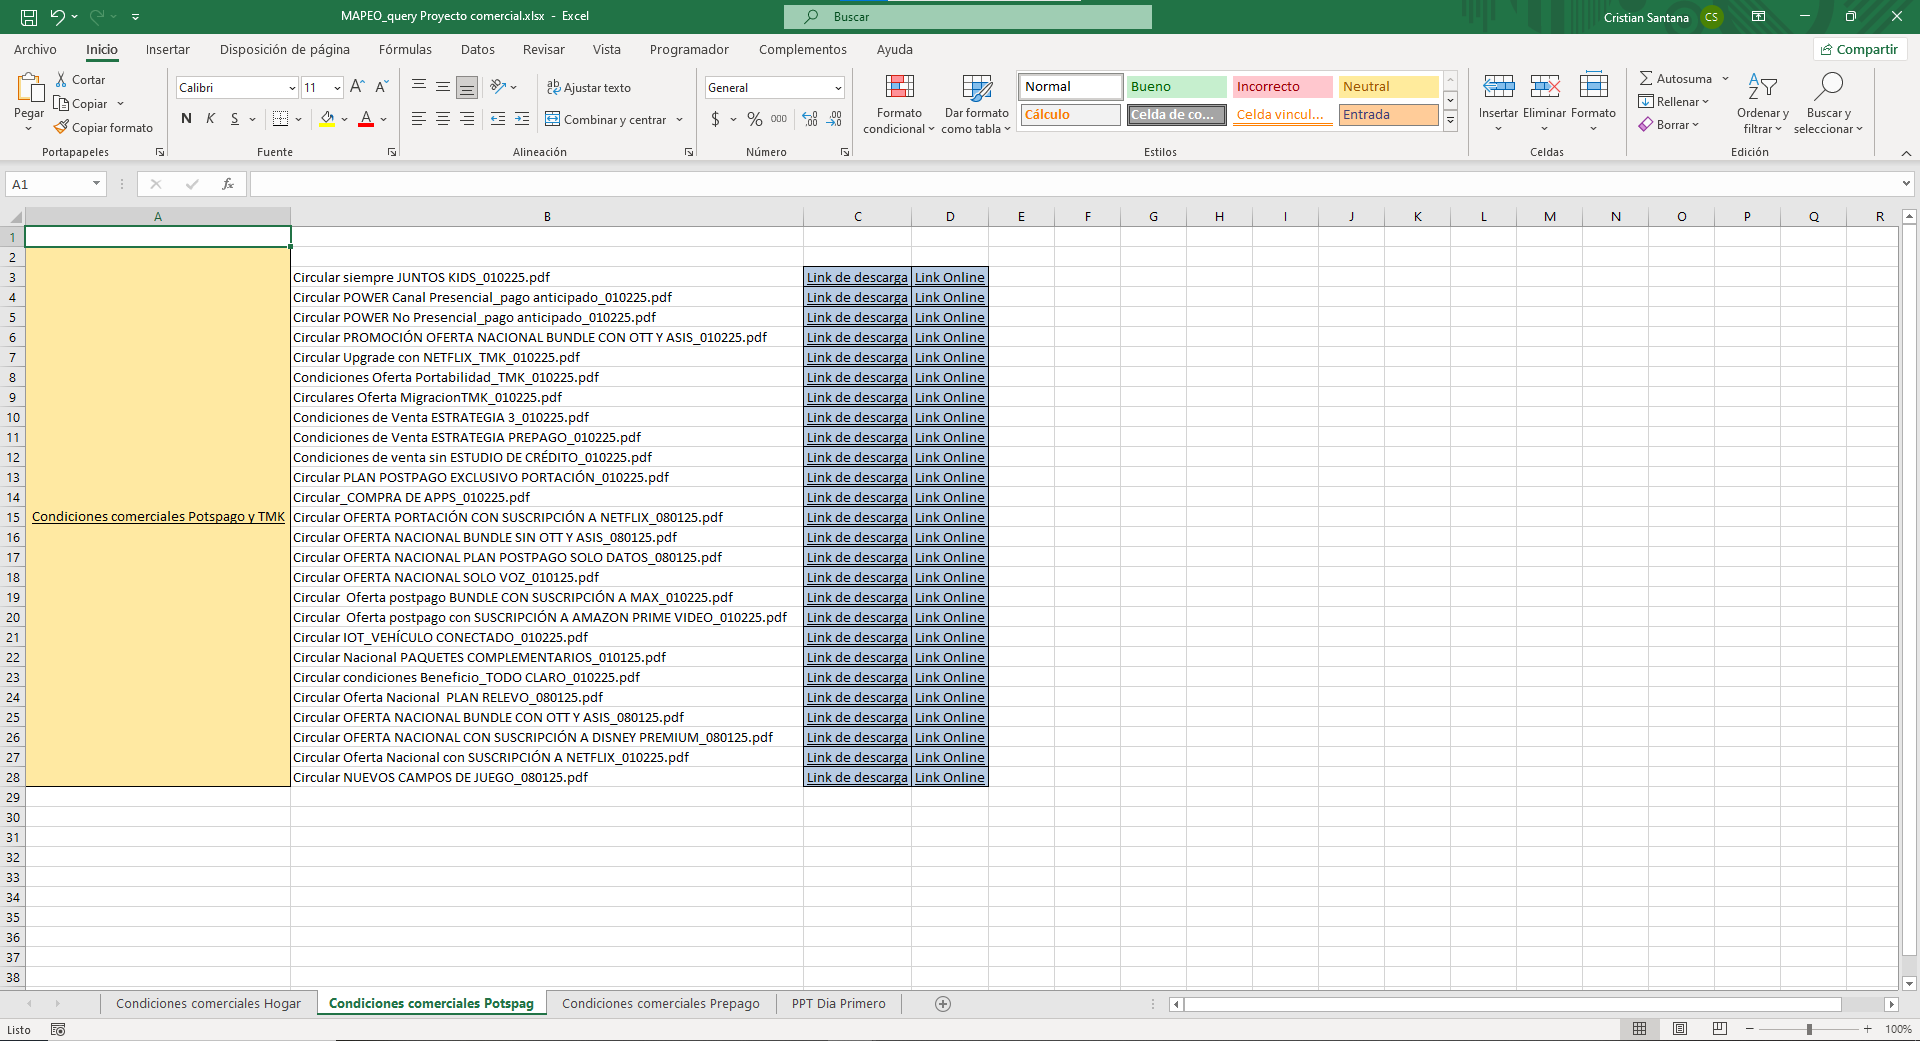 MAPEO_query Proyecto comercial.xlsx - Excel
Buscar
Cristian Santana CS
Archivo Inicio Insertar Disposición de página Fórmulas Datos Revisar Vista Programador Complementos Ayuda
Compartir
Pegar
Cortar
Copiar
Copiar formato
Portapapeles
Calibri 11
N K S
Fuente
Ajustar texto
Combinar y centrar
Alineación
General
$ % 000
Número
Formato condicional
Dar formato como tabla
Normal Bueno Incorrecto Neutral
Cálculo Celda de co... Celda vincul... Entrada
Estilos
Insertar Eliminar Formato
Celdas
Autosuma
Rellenar
Borrar
Ordenar y filtrar
Buscar y seleccionar
Edición
A1
fx
A B C D E F G H I J K L M N O P Q R
1
2
3 Circular siempre JUNTOS KIDS_010225.pdf Link de descarga Link Online
4 Circular POWER Canal Presencial_pago anticipado_010225.pdf Link de descarga Link Online
5 Circular POWER No Presencial_pago anticipado_010225.pdf Link de descarga Link Online
6 Circular PROMOCIÓN OFERTA NACIONAL BUNDLE CON OTT Y ASIS_010225.pdf Link de descarga Link Online
7 Circular Upgrade con NETFLIX_TMK_010225.pdf Link de descarga Link Online
8 Condiciones Oferta Portabilidad_TMK_010225.pdf Link de descarga Link Online
9 Circulares Oferta MigracionTMK_010225.pdf Link de descarga Link Online
10 Condiciones de Venta ESTRATEGIA 3_010225.pdf Link de descarga Link Online
11 Condiciones de Venta ESTRATEGIA PREPAGO_010225.pdf Link de descarga Link Online
12 Condiciones de venta sin ESTUDIO DE CRÉDITO_010225.pdf Link de descarga Link Online
13 Circular PLAN POSTPAGO EXCLUSIVO PORTACIÓN_010225.pdf Link de descarga Link Online
14 Circular_COMPRA DE APPS_010225.pdf Link de descarga Link Online
15 Condiciones comerciales Potspago y TMK Circular OFERTA PORTACIÓN CON SUSCRIPCIÓN A NETFLIX_080125.pdf Link de descarga Link Online
16 Circular OFERTA NACIONAL BUNDLE SIN OTT Y ASIS_080125.pdf Link de descarga Link Online
17 Circular OFERTA NACIONAL PLAN POSTPAGO SOLO DATOS_080125.pdf Link de descarga Link Online
18 Circular OFERTA NACIONAL SOLO VOZ_010125.pdf Link de descarga Link Online
19 Circular  Oferta postpago BUNDLE CON SUSCRIPCIÓN A MAX_010225.pdf Link de descarga Link Online
20 Circular  Oferta postpago con SUSCRIPCIÓN A AMAZON PRIME VIDEO_010225.pdf Link de descarga Link Online
21 Circular IOT_VEHÍCULO CONECTADO_010225.pdf Link de descarga Link Online
22 Circular Nacional PAQUETES COMPLEMENTARIOS_010125.pdf Link de descarga Link Online
23 Circular condiciones Beneficio_TODO CLARO_010225.pdf Link de descarga Link Online
24 Circular Oferta Nacional  PLAN RELEVO_080125.pdf Link de descarga Link Online
25 Circular OFERTA NACIONAL BUNDLE CON OTT Y ASIS_080125.pdf Link de descarga Link Online
26 Circular OFERTA NACIONAL CON SUSCRIPCIÓN A DISNEY PREMIUM_080125.pdf Link de descarga Link Online
27 Circular Oferta Nacional con SUSCRIPCIÓN A NETFLIX_010225.pdf Link de descarga Link Online
28 Circular NUEVOS CAMPOS DE JUEGO_080125.pdf Link de descarga Link Online
29
30
31
32
33
34
35
36
37
38
Condiciones comerciales Hogar Condiciones comerciales Potspag Condiciones comerciales Prepago PPT Dia Primero
Listo
100%